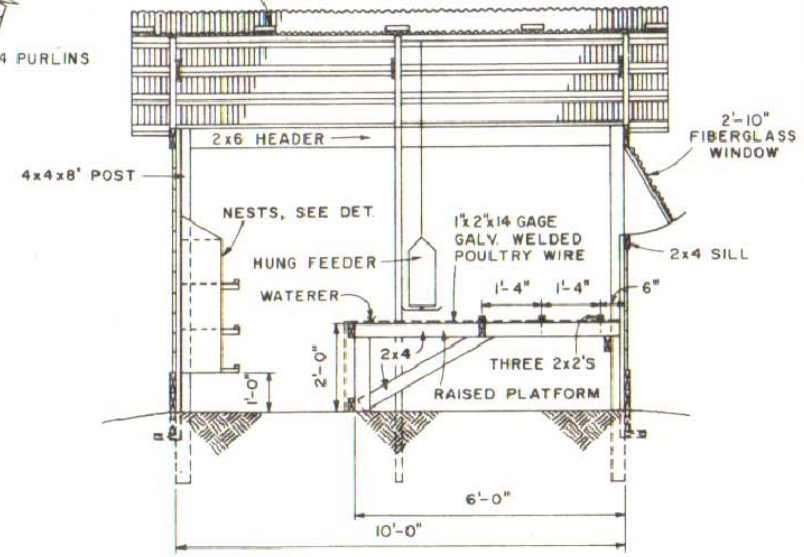 4 PURLINS
2x6 HEADER
2'-10"
FIBERGLASS
WINDOW
4x4x8' POST
NESTS, SEE DET.
1"x2"x14 GAGE
GALV. WELDED
POULTRY WIRE
HUNG FEEDER
2x4 SILL
1'-4"
1'-4"
6"
WATERER
2x4
THREE 2x2'S
2'-0"
1'-0"
RAISED PLATFORM
6'-0"
10'-0"